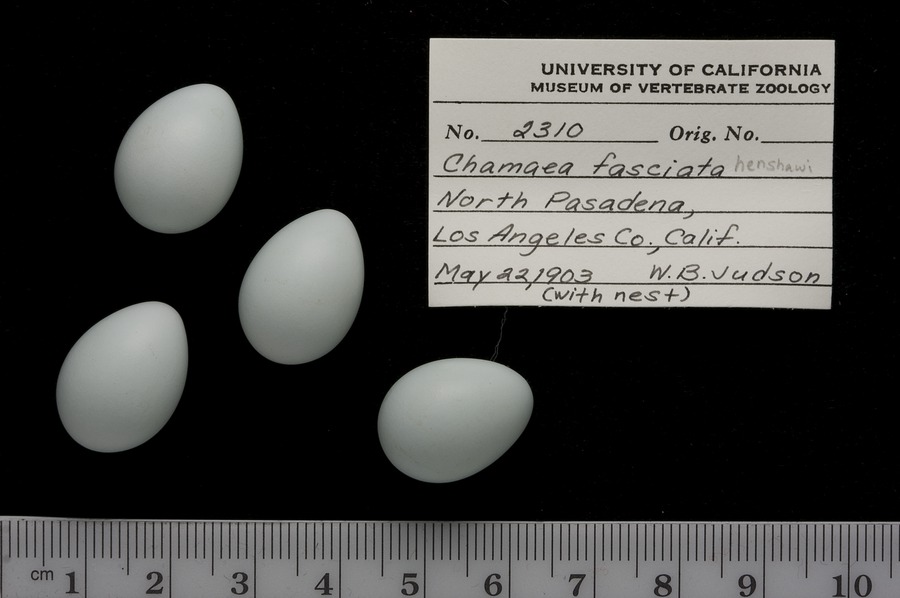 UNIVERSITY OF CALIFORNIA
MUSEUM OF VERTEBRATE ZOOLOGY
No. 2310 Orig. No.
Chamaea fasciata henshawi
North Pasadena,
Los Angeles Co., Calif.
May 22, 1903 W. B. Judson
(with nest)
cm 1 2 3 4 5 6 7 8 9 10